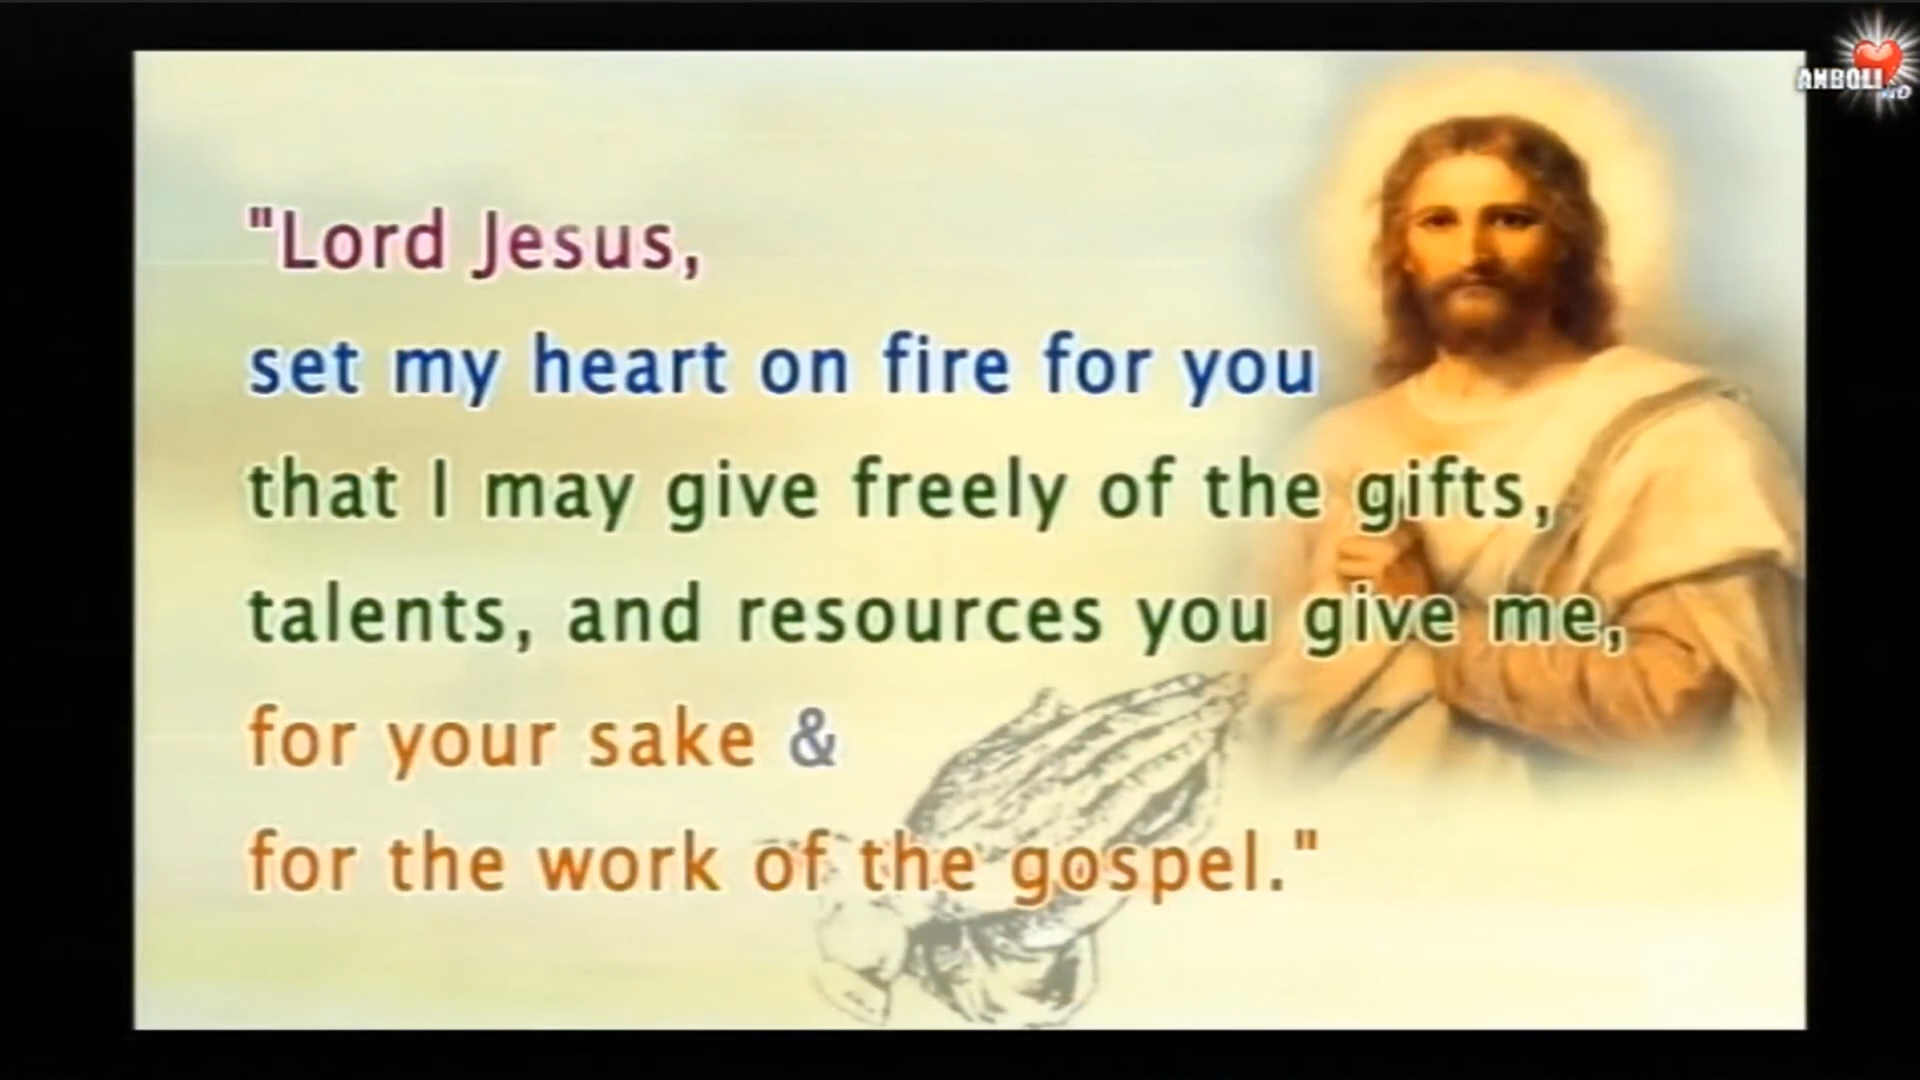 "Lord Jesus,
set my heart on fire for you
that I may give freely of the gifts,
talents, and resources you give me,
for your sake &
for the work of the gospel."
ANBOLI
HD